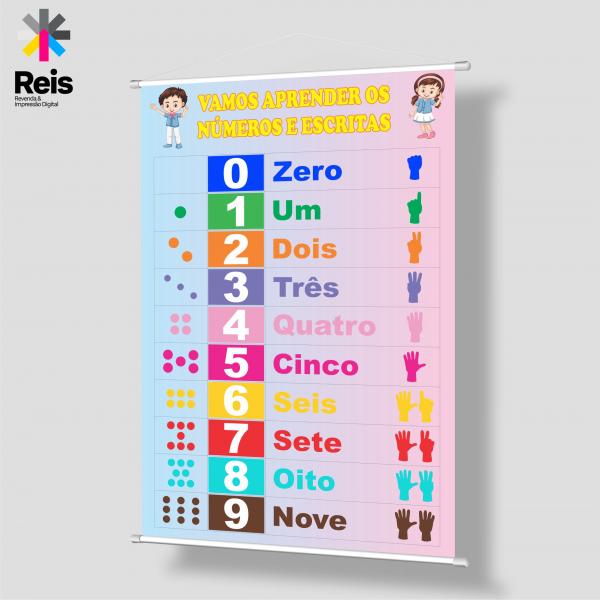 Reis
Revenda &
Impressão Digital
VAMOS APRENDER OS
NÚMEROS E ESCRITAS
0 Zero
1 Um
2 Dois
3 Três
4 Quatro
5 Cinco
6 Seis
7 Sete
8 Oito
9 Nove